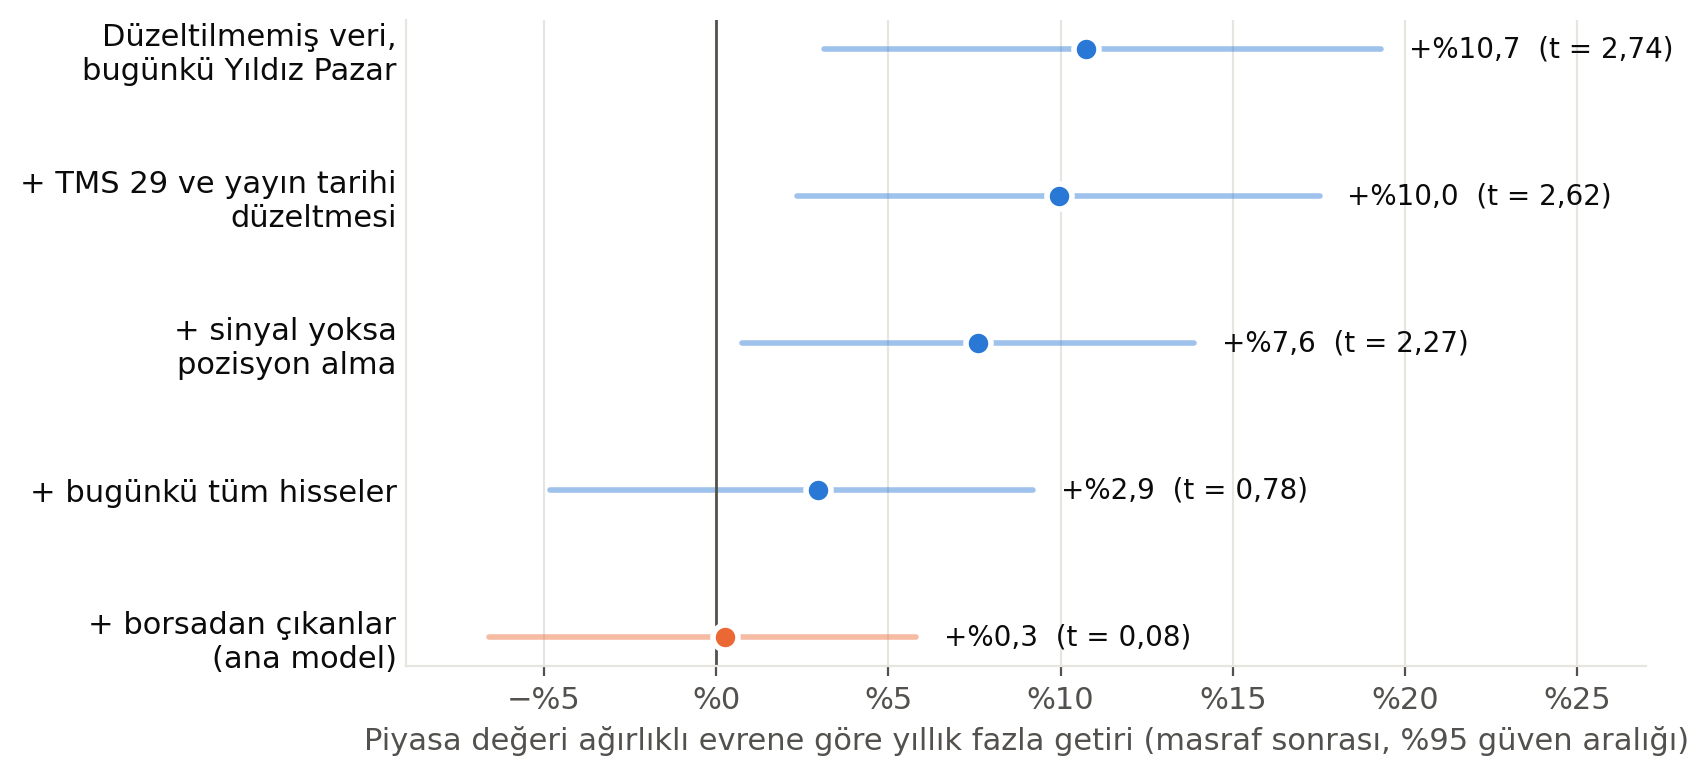 Düzeltilmemiş veri,
bugünkü Yıldız Pazar
+%10,7 (t = 2,74)
+ TMS 29 ve yayın tarihi
düzeltmesi
+%10,0 (t = 2,62)
+ sinyal yoksa
pozisyon alma
+%7,6 (t = 2,27)
+ bugünkü tüm hisseler
+%2,9 (t = 0,78)
+ borsadan çıkanlar
(ana model)
+%0,3 (t = 0,08)
−%5 %0 %5 %10 %15 %20 %25
Piyasa değeri ağırlıklı evrene göre yıllık fazla getiri (masraf sonrası, %95 güven aralığı)